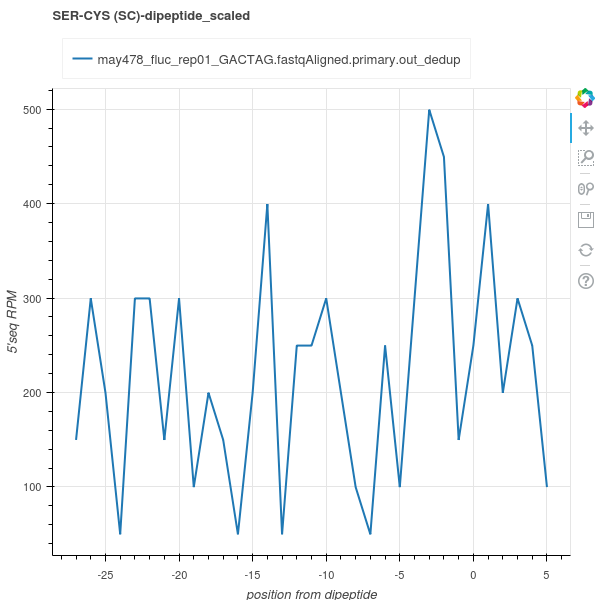 SER-CYS (SC)-dipeptide_scaled
may478_fluc_rep01_GACTAG.fastqAligned.primary.out_dedup
500
400
300
200
100
5'seq RPM
-25 -20 -15 -10 -5 0 5
position from dipeptide